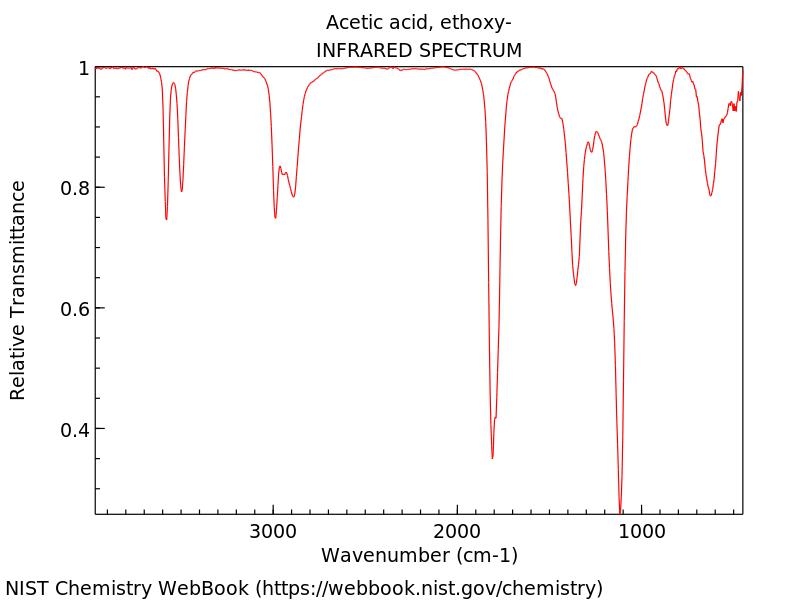 Acetic acid, ethoxy-
INFRARED SPECTRUM
1
0.8
0.6
0.4
Relative Transmittance
3000 2000 1000
Wavenumber (cm-1)
NIST Chemistry WebBook (https://webbook.nist.gov/chemistry)